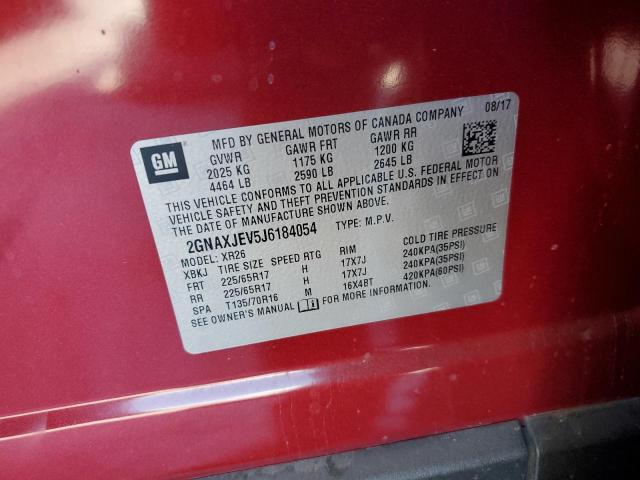 MFD BY GENERAL MOTORS OF CANADA COMPANY 08/17
GM
GVWR GAWR FRT GAWR RR
2025 KG 1175 KG 1200 KG
4464 LB 2590 LB 2645 LB
THIS VEHICLE CONFORMS TO ALL APPLICABLE U.S. FEDERAL MOTOR
VEHICLE SAFETY AND THEFT PREVENTION STANDARDS IN EFFECT ON
THE DATE OF MANUFACTURE SHOWN ABOVE.
2GNAXJEV5J6184054 TYPE: M.P.V.
MODEL: XR26
XBKJ TIRE SIZE SPEED RTG RIM COLD TIRE PRESSURE
FRT 225/65R17 H 17X7J 240KPA(35PSI)
RR 225/65R17 H 17X7J 240KPA(35PSI)
SPA T135/70R16 M 16X4BT 420KPA(60PSI)
SEE OWNER'S MANUAL FOR MORE INFORMATION.